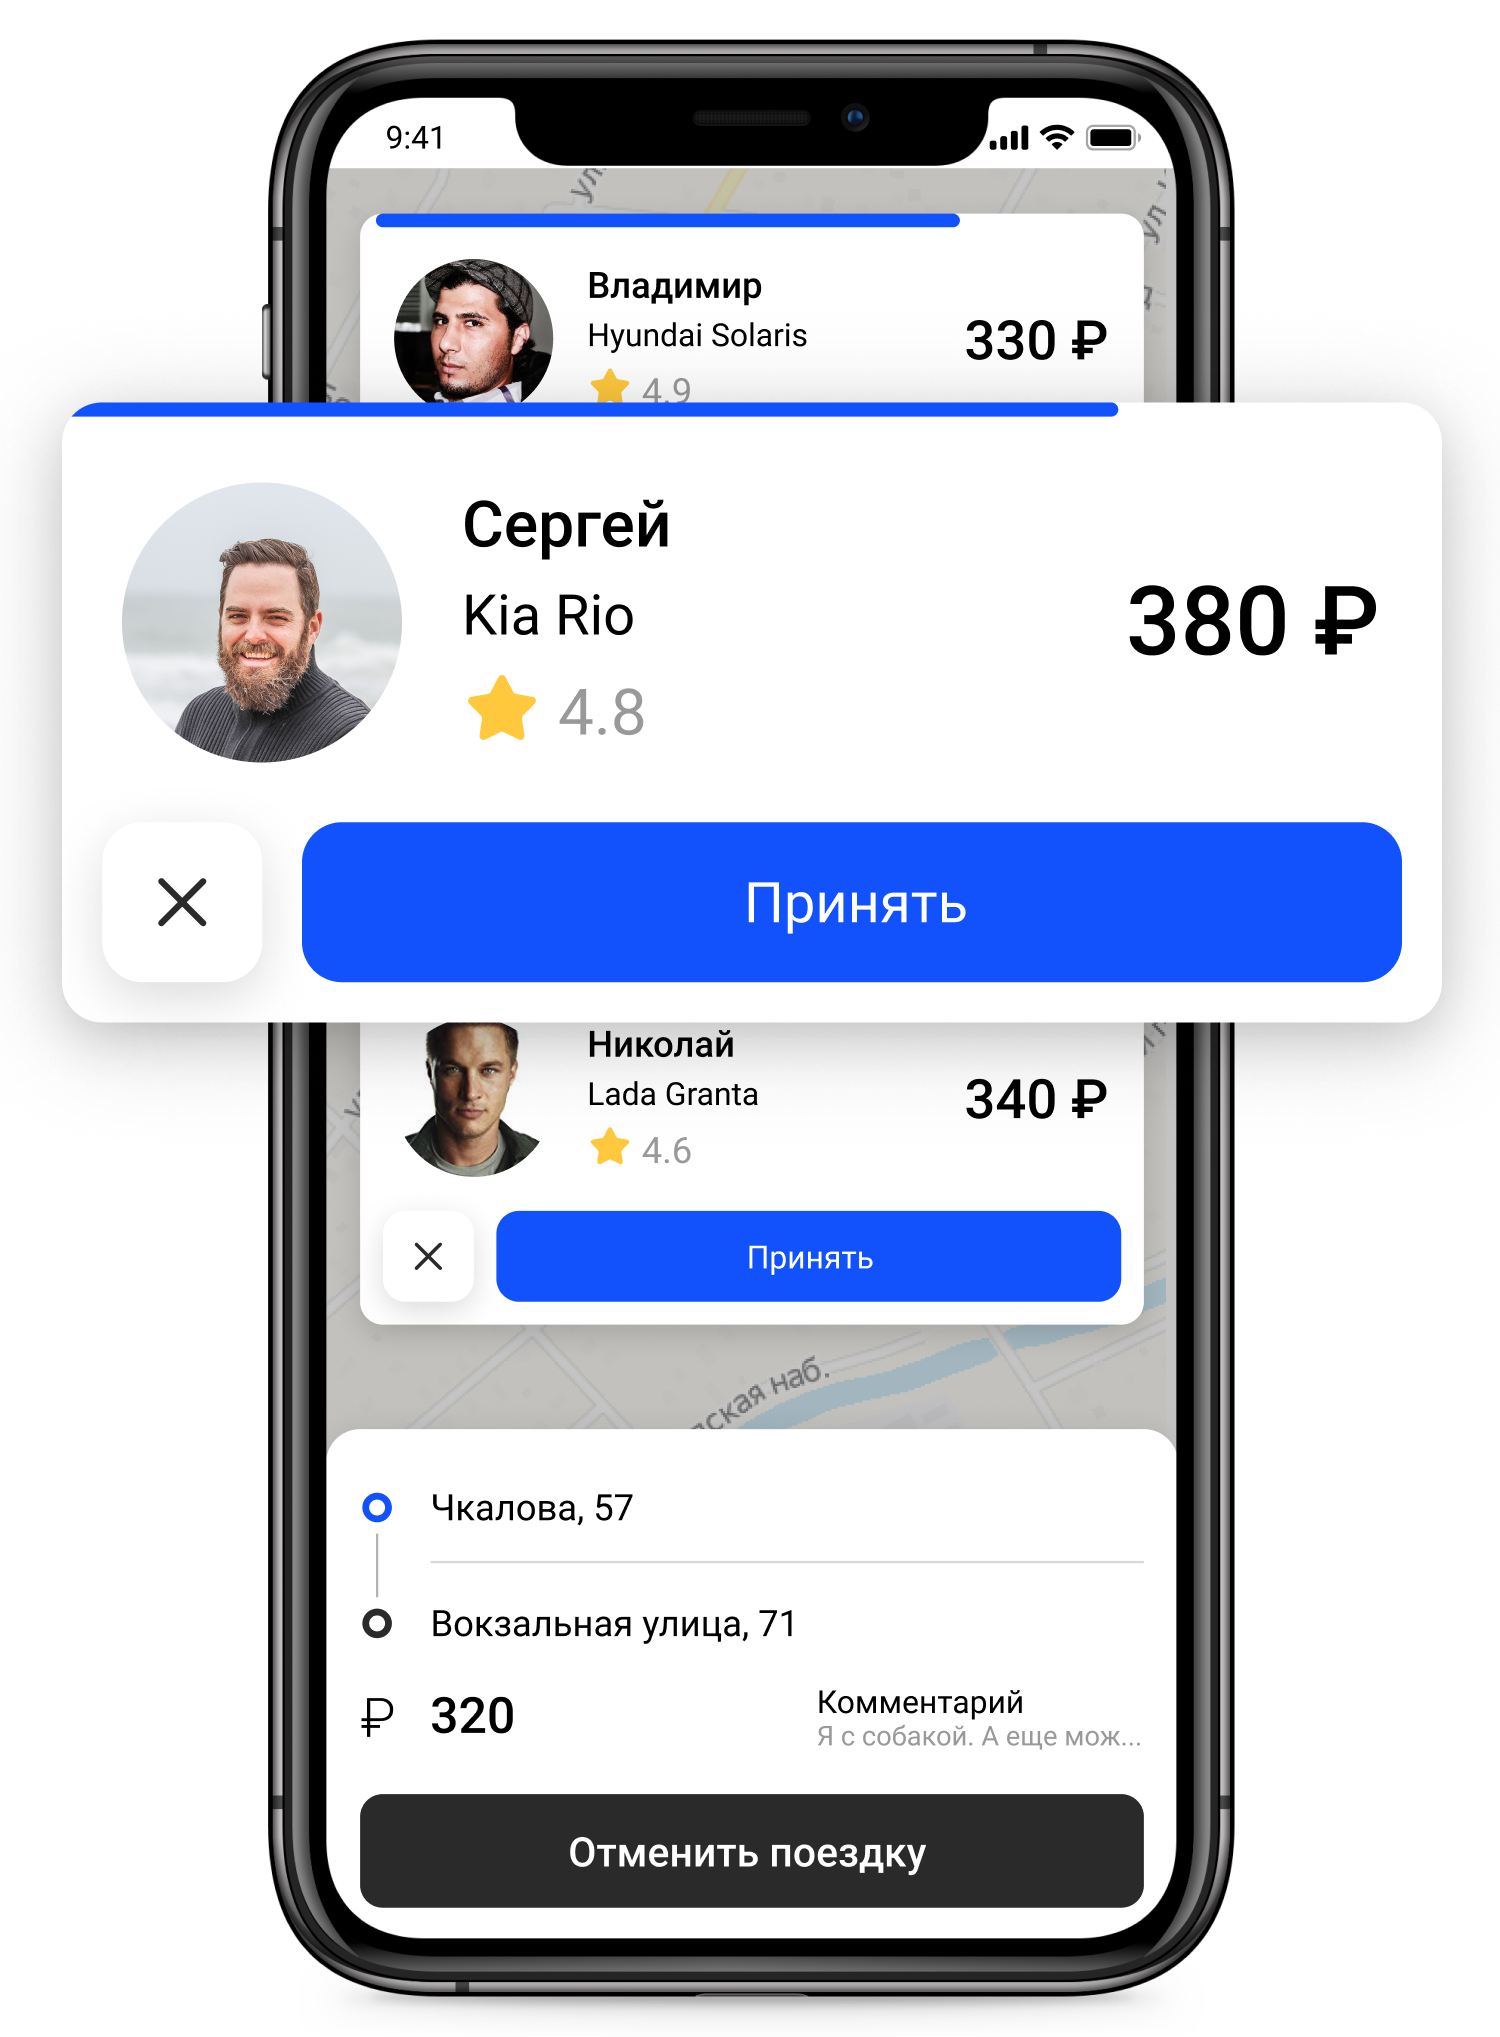 9:41
Владимир
Hyundai Solaris
330 ₽
4.9
Сергей
Kia Rio
380 ₽
4.8
Принять
Николай
Lada Granta
340 ₽
4.6
Принять
наб.
Чкалова, 57
Вокзальная улица, 71
₽ 320
Комментарий
Я с собакой. А еще мож...
Отменить поездку